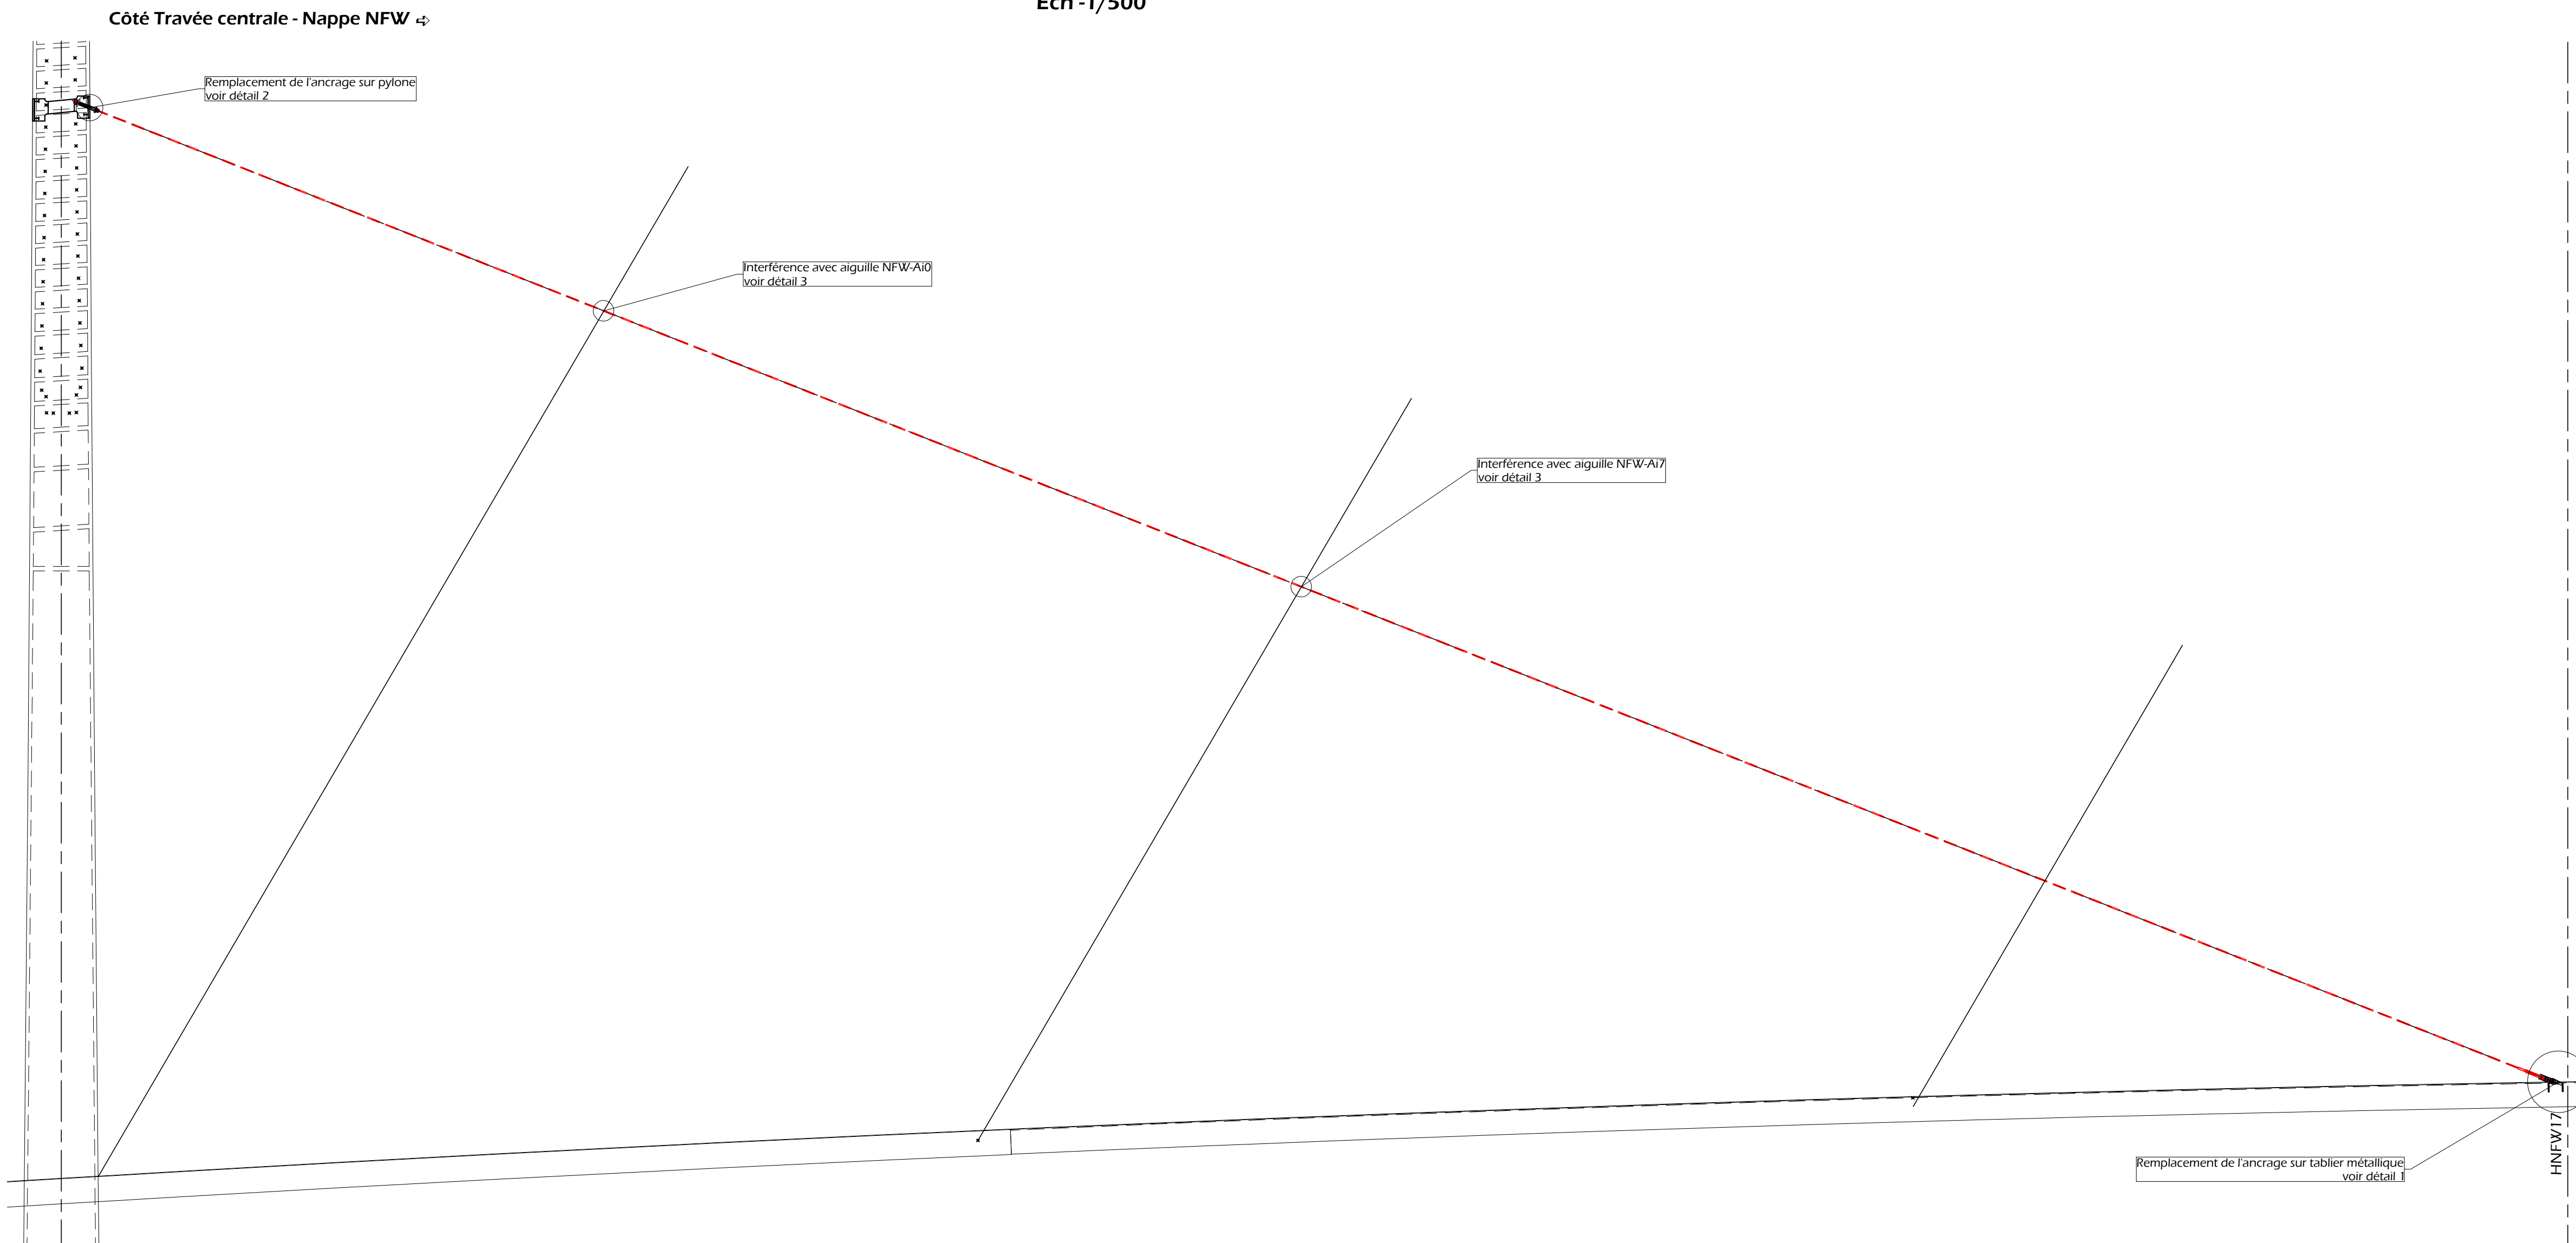 Ech -1/500
Côté Travée centrale - Nappe NFW
Remplacement de l'ancrage sur pylone
voir détail 2
Interférence avec aiguille NFW-Ai0
voir détail 3
Interférence avec aiguille NFW-Ai7
voir détail 3
Remplacement de l'ancrage sur tablier métallique
voir détail 1
HNFW17